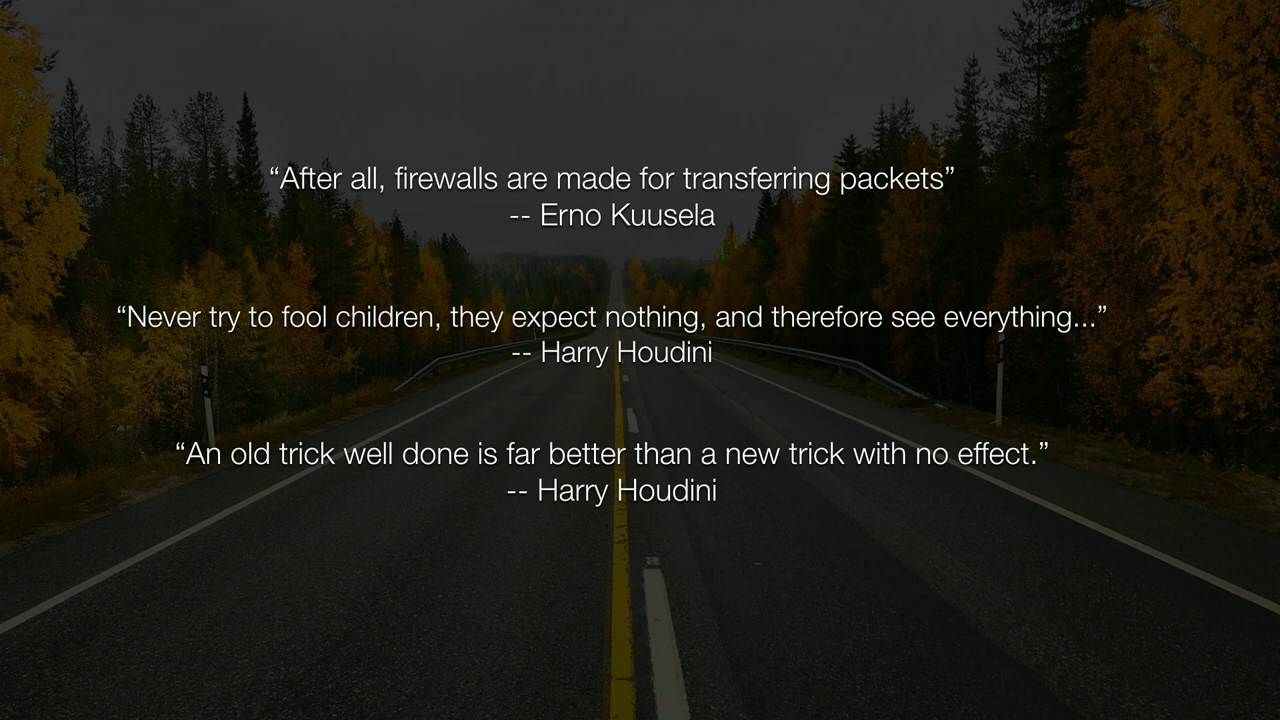 “After all, firewalls are made for transferring packets”
-- Erno Kuusela
“Never try to fool children, they expect nothing, and therefore see everything...”
-- Harry Houdini
“An old trick well done is far better than a new trick with no effect.”
-- Harry Houdini